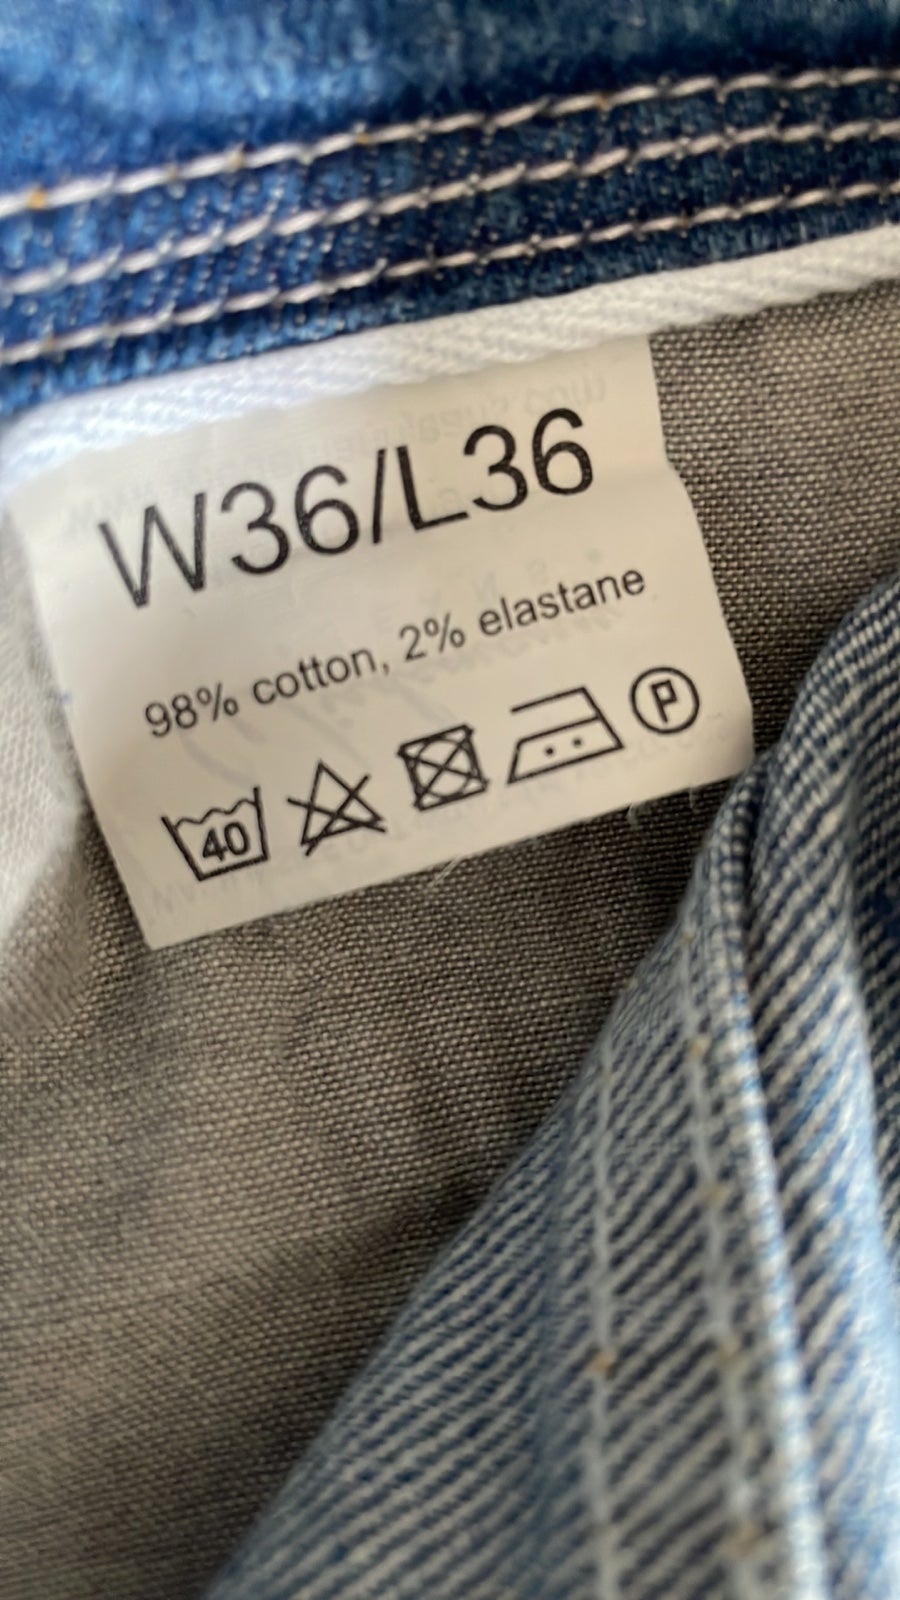 W36/L36
98% cotton, 2% elastane
40 P